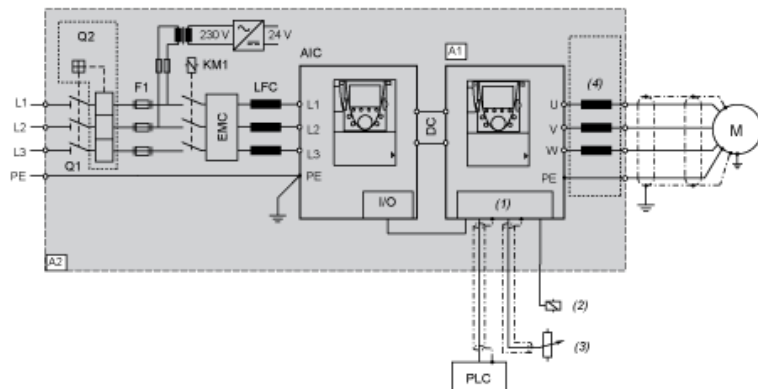 Q2
230 V
24 V
AIC
A1
KM1
(4)
F1
LFC
L1
L1
U
L2
EMC
L2
DC
V
M
L3
L3
W
Q1
PE
PE
PE
I/O
(1)
A2
(2)
(3)
PLC